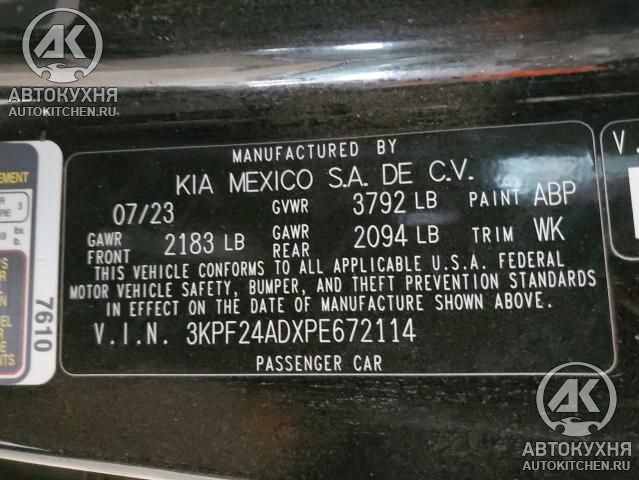 АК
АВТОКУХНЯ
AUTOKITCHEN.RU
MANUFACTURED BY
KIA MEXICO S.A. DE C.V.
07/23 GVWR 3792 LB PAINT ABP
GAWR FRONT 2183 LB GAWR REAR 2094 LB TRIM WK
THIS VEHICLE CONFORMS TO ALL APPLICABLE U.S.A. FEDERAL
MOTOR VEHICLE SAFETY, BUMPER, AND THEFT PREVENTION STANDARDS
IN EFFECT ON THE DATE OF MANUFACTURE SHOWN ABOVE.
V.I.N. 3KPF24ADXPE672114
PASSENGER CAR
7610
3
lbs.
V.
АК
АВТОКУХНЯ
AUTOKITCHEN.RU